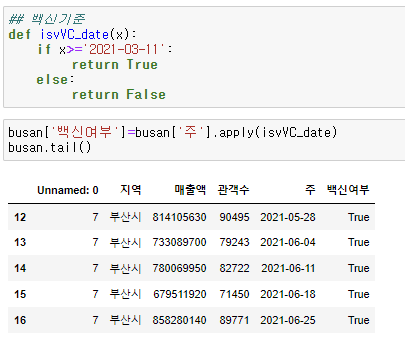 ## 백신기준
def isvVC_date(x):
    if x>='2021-03-11':
        return True
    else:
        return False
busan['백신여부']=busan['주'].apply(isvVC_date)
busan.tail()
Unnamed: 0 지역 매출액 관객수 주 백신여부
12 7 부산시 814105630 90495 2021-05-28 True
13 7 부산시 733089700 79243 2021-06-04 True
14 7 부산시 780069950 82722 2021-06-11 True
15 7 부산시 679511920 71450 2021-06-18 True
16 7 부산시 858280140 89771 2021-06-25 True